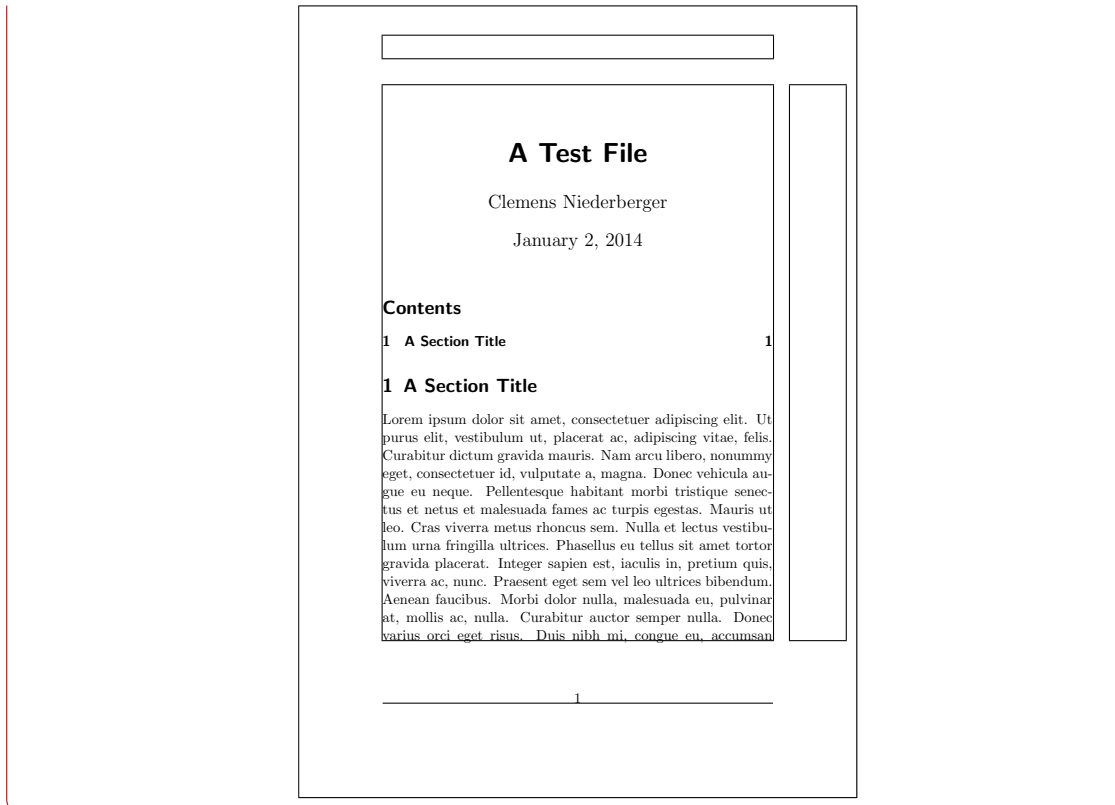 A Test File
Clemens Niederberger
January 2, 2014
Contents
1 A Section Title 1
1 A Section Title
Lorem ipsum dolor sit amet, consectetuer adipiscing elit. Ut
purus elit, vestibulum ut, placerat ac, adipiscing vitae, felis.
Curabitur dictum gravida mauris. Nam arcu libero, nonummy
eget, consectetuer id, vulputate a, magna. Donec vehicula au-
gue eu neque. Pellentesque habitant morbi tristique senec-
tus et netus et malesuada fames ac turpis egestas. Mauris ut
leo. Cras viverra metus rhoncus sem. Nulla et lectus vestibu-
lum urna fringilla ultrices. Phasellus eu tellus sit amet tortor
gravida placerat. Integer sapien est, iaculis in, pretium quis,
viverra ac, nunc. Praesent eget sem vel leo ultrices bibendum.
Aenean faucibus. Morbi dolor nulla, malesuada eu, pulvinar
at, mollis ac, nulla. Curabitur auctor semper nulla. Donec
varius orci eget risus. Duis nibh mi, congue eu, accumsan
1